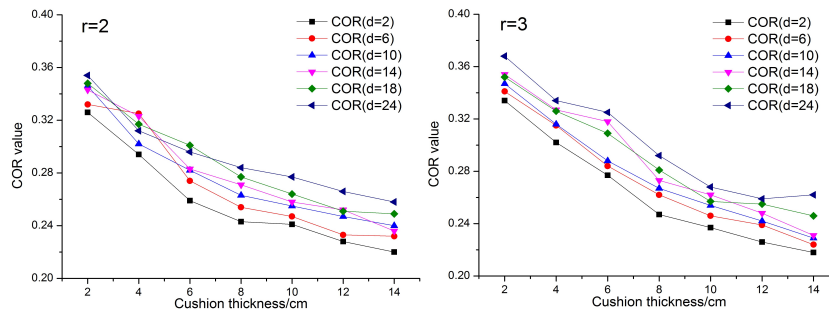 r=2
COR(d=2)
COR(d=6)
COR(d=10)
COR(d=14)
COR(d=18)
COR(d=24)
COR value
0.40
0.36
0.32
0.28
0.24
0.20
2 4 6 8 10 12 14
Cushion thickness/cm
r=3
COR(d=2)
COR(d=6)
COR(d=10)
COR(d=14)
COR(d=18)
COR(d=24)
COR value
0.40
0.36
0.32
0.28
0.24
0.20
2 4 6 8 10 12 14
Cushion thickness/cm